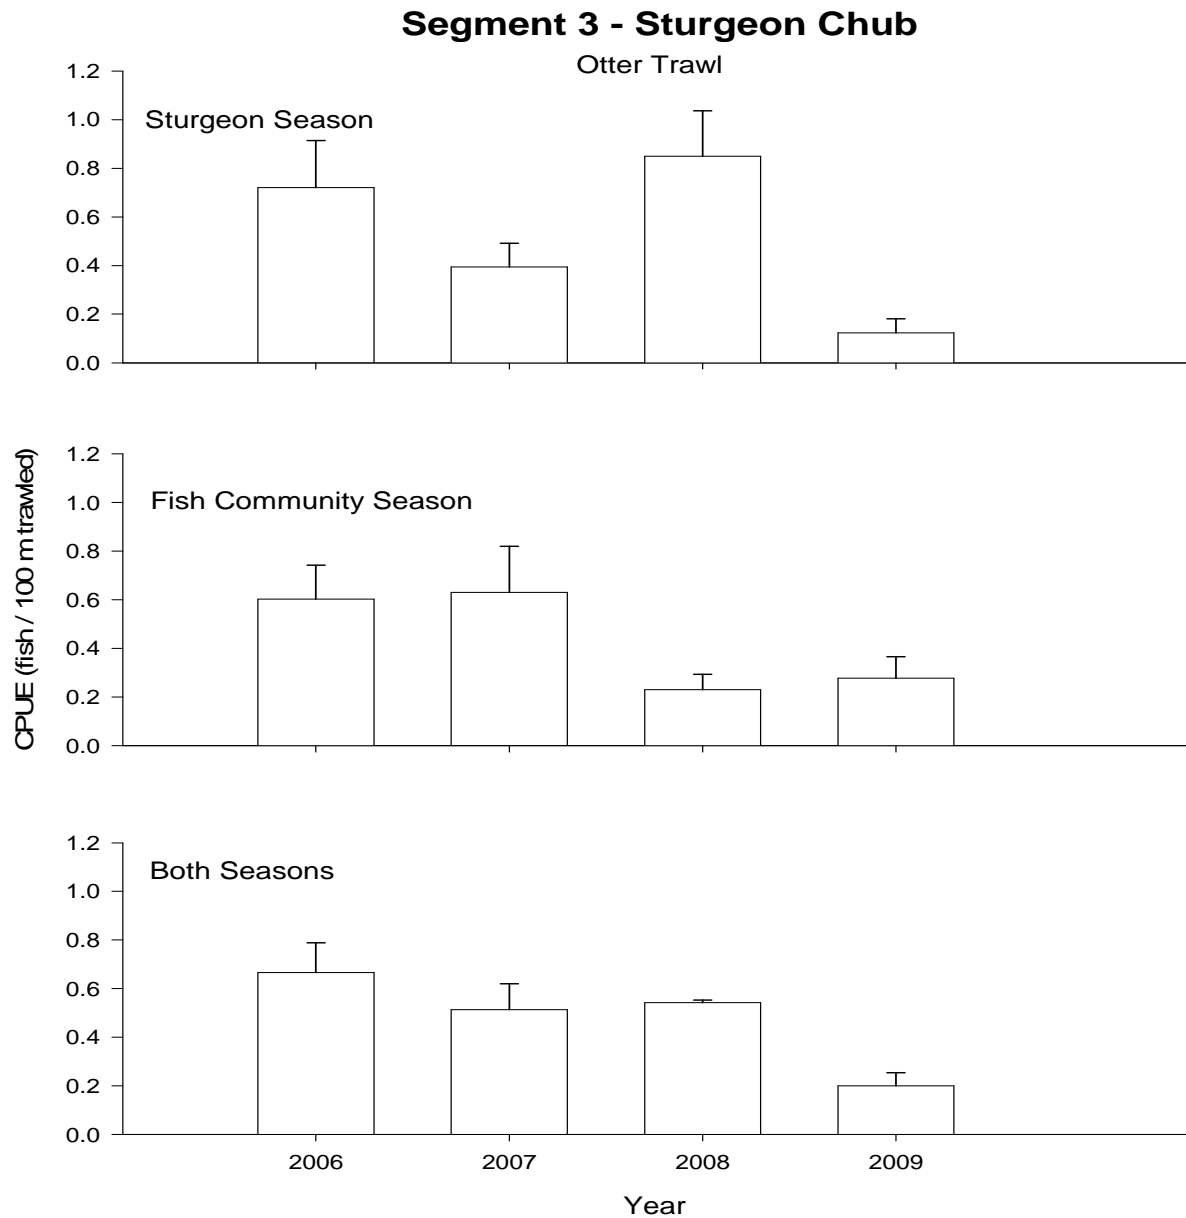 Segment 3 - Sturgeon Chub
Otter Trawl
1.2
1.0
0.8
0.6
0.4
0.2
0.0
Sturgeon Season
CPUE (fish / 100 m trawled)
1.2
1.0
0.8
0.6
0.4
0.2
0.0
Fish Community Season
1.2
1.0
0.8
0.6
0.4
0.2
0.0
Both Seasons
2006 2007 2008 2009
Year